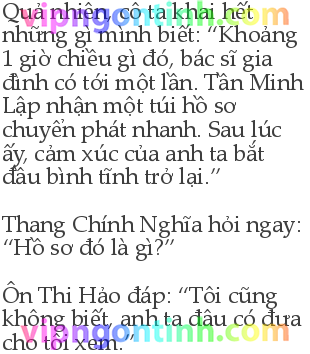 Quả nhiên, cô ta khai hết
những gì mình biết: “Khoảng
1 giờ chiều gì đó, bác sĩ gia
đình có tới một lần. Tần Minh
Lập nhận một túi hồ sơ
chuyển phát nhanh. Sau lúc
ấy, cảm xúc của anh ta bắt
đầu bình tĩnh trở lại.”
Thang Chính Nghĩa hỏi ngay:
“Hồ sơ đó là gì?”
Ôn Thi Hảo đáp: “Tôi cũng
không biết, anh ta đâu có đưa
cho tôi xem.”
vipngontinh.com
vipngontinh.com